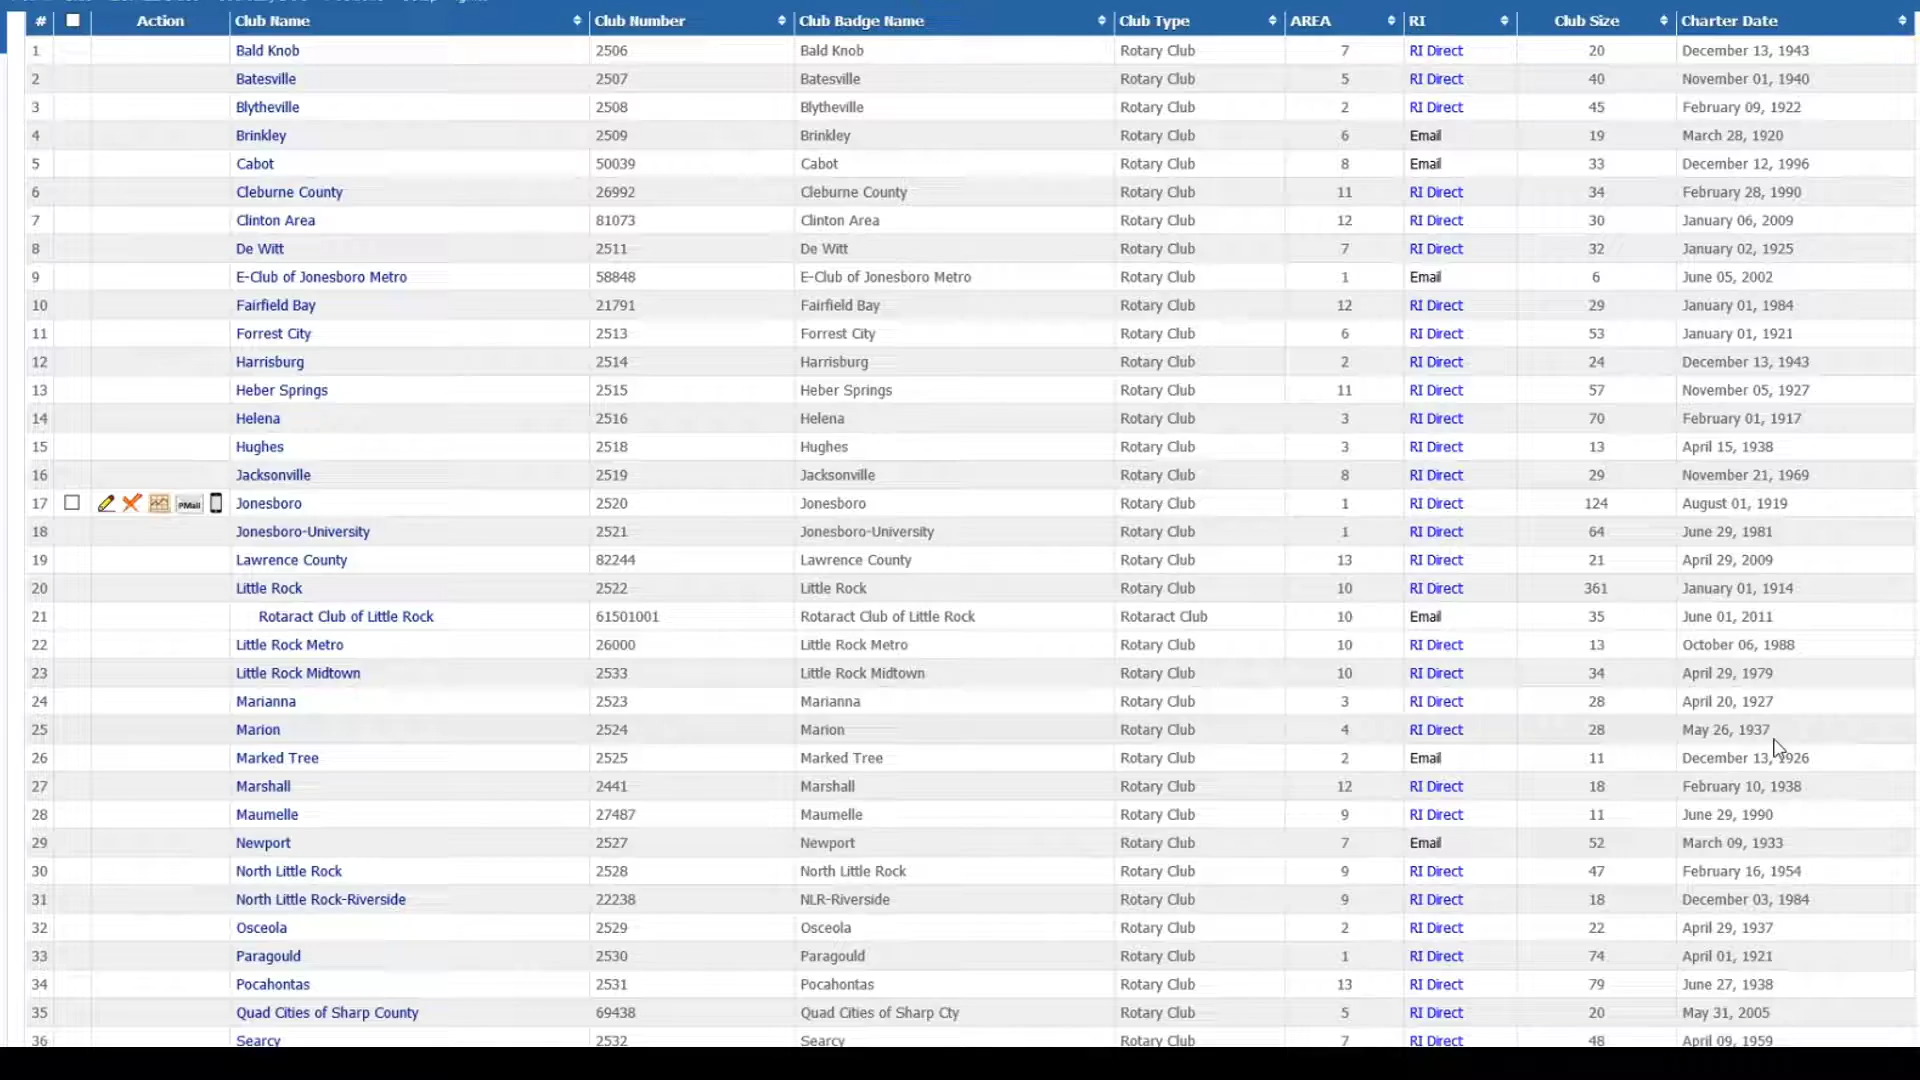 # Action Club Name Club Number Club Badge Name Club Type AREA RI Club Size Charter Date
1 Bald Knob 2506 Bald Knob Rotary Club 7 RI Direct 20 December 13, 1943
2 Batesville 2507 Batesville Rotary Club 5 RI Direct 40 November 01, 1940
3 Blytheville 2508 Blytheville Rotary Club 2 RI Direct 45 February 09, 1922
4 Brinkley 2509 Brinkley Rotary Club 6 Email 19 March 28, 1920
5 Cabot 50039 Cabot Rotary Club 8 Email 33 December 12, 1996
6 Cleburne County 26992 Cleburne County Rotary Club 11 RI Direct 34 February 28, 1990
7 Clinton Area 81073 Clinton Area Rotary Club 12 RI Direct 30 January 06, 2009
8 De Witt 2511 De Witt Rotary Club 7 RI Direct 32 January 02, 1925
9 E-Club of Jonesboro Metro 58848 E-Club of Jonesboro Metro Rotary Club 1 Email 6 June 05, 2002
10 Fairfield Bay 21791 Fairfield Bay Rotary Club 12 RI Direct 29 January 01, 1984
11 Forrest City 2513 Forrest City Rotary Club 6 RI Direct 53 January 01, 1921
12 Harrisburg 2514 Harrisburg Rotary Club 2 RI Direct 24 December 13, 1943
13 Heber Springs 2515 Heber Springs Rotary Club 11 RI Direct 57 November 05, 1927
14 Helena 2516 Helena Rotary Club 3 RI Direct 70 February 01, 1917
15 Hughes 2518 Hughes Rotary Club 3 RI Direct 13 April 15, 1938
16 Jacksonville 2519 Jacksonville Rotary Club 8 RI Direct 29 November 21, 1969
17 PMail Jonesboro 2520 Jonesboro Rotary Club 1 RI Direct 124 August 01, 1919
18 Jonesboro-University 2521 Jonesboro-University Rotary Club 1 RI Direct 64 June 29, 1981
19 Lawrence County 82244 Lawrence County Rotary Club 13 RI Direct 21 April 29, 2009
20 Little Rock 2522 Little Rock Rotary Club 10 RI Direct 361 January 01, 1914
21 Rotaract Club of Little Rock 61501001 Rotaract Club of Little Rock Rotaract Club 10 Email 35 June 01, 2011
22 Little Rock Metro 26000 Little Rock Metro Rotary Club 10 RI Direct 13 October 06, 1988
23 Little Rock Midtown 2533 Little Rock Midtown Rotary Club 10 RI Direct 34 April 29, 1979
24 Marianna 2523 Marianna Rotary Club 3 RI Direct 28 April 20, 1927
25 Marion 2524 Marion Rotary Club 4 RI Direct 28 May 26, 1937
26 Marked Tree 2525 Marked Tree Rotary Club 2 Email 11 December 13, 1926
27 Marshall 2441 Marshall Rotary Club 12 RI Direct 18 February 10, 1938
28 Maumelle 27487 Maumelle Rotary Club 9 RI Direct 11 June 29, 1990
29 Newport 2527 Newport Rotary Club 7 Email 52 March 09, 1933
30 North Little Rock 2528 North Little Rock Rotary Club 9 RI Direct 47 February 16, 1954
31 North Little Rock-Riverside 22238 NLR-Riverside Rotary Club 9 RI Direct 18 December 03, 1984
32 Osceola 2529 Osceola Rotary Club 2 RI Direct 22 April 29, 1937
33 Paragould 2530 Paragould Rotary Club 1 RI Direct 74 April 01, 1921
34 Pocahontas 2531 Pocahontas Rotary Club 13 RI Direct 79 June 27, 1938
35 Quad Cities of Sharp County 69438 Quad Cities of Sharp Cty Rotary Club 5 RI Direct 20 May 31, 2005
36 Searcy 2532 Searcy Rotary Club 7 RI Direct 48 April 09, 1959